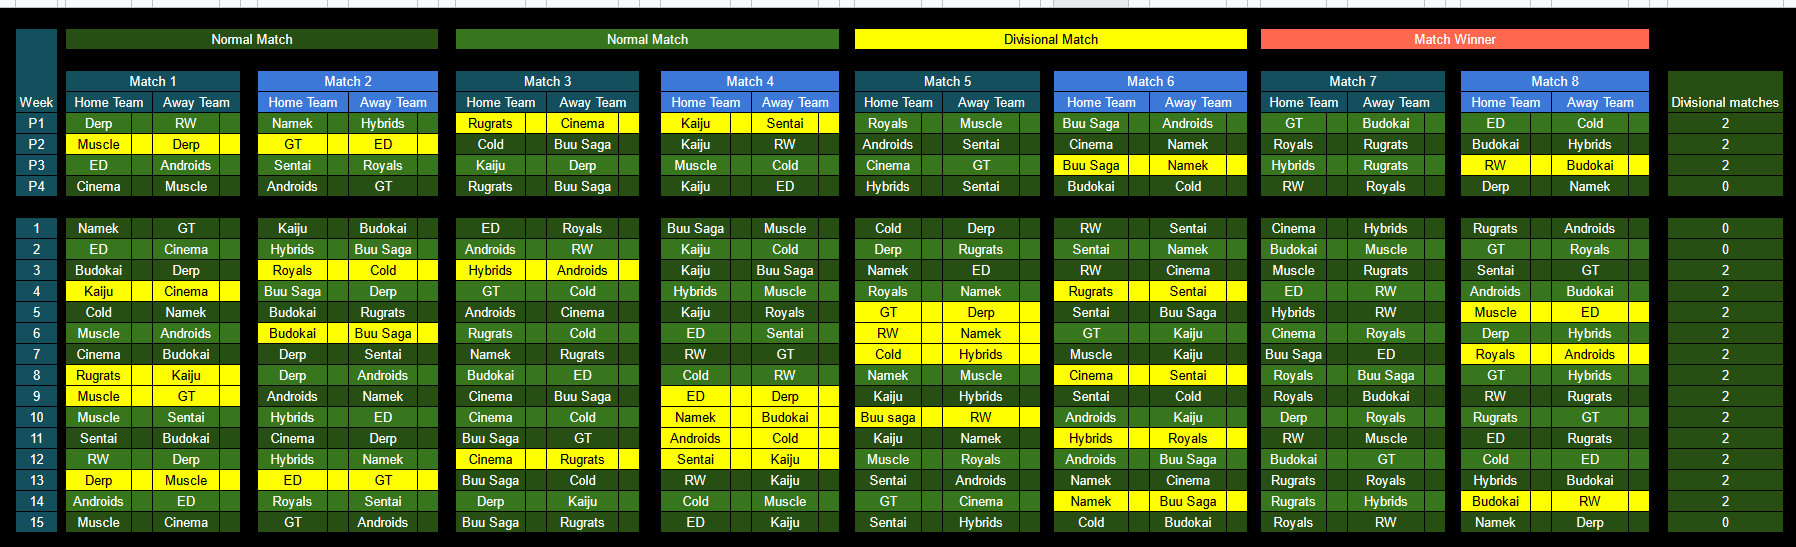 Normal Match Normal Match Divisional Match Match Winner
Match 1 Match 2 Match 3 Match 4 Match 5 Match 6 Match 7 Match 8
Week Home Team Away Team Home Team Away Team Home Team Away Team Home Team Away Team Home Team Away Team Home Team Away Team Home Team Away Team Home Team Away Team Divisional matches
P1 Derp RW Namek Hybrids Rugrats Cinema Kaiju Sentai Royals Muscle Buu Saga Androids GT Budokai ED Cold 2
P2 Muscle Derp GT ED Cold Buu Saga Kaiju RW Androids Sentai Cinema Namek Royals Rugrats Budokai Hybrids 2
P3 ED Androids Sentai Royals Kaiju Derp Muscle Cold Cinema GT Buu Saga Namek Hybrids Rugrats RW Budokai 2
P4 Cinema Muscle Androids GT Rugrats Buu Saga Kaiju ED Hybrids Sentai Budokai Cold RW Royals Derp Namek 0
1 Namek GT Kaiju Budokai ED Royals Buu Saga Muscle Cold Derp RW Sentai Cinema Hybrids Rugrats Androids 0
2 ED Cinema Hybrids Buu Saga Androids RW Kaiju Cold Derp Rugrats Sentai Namek Budokai Muscle GT Royals 0
3 Budokai Derp Royals Cold Hybrids Androids Kaiju Buu Saga Namek ED RW Cinema Muscle Rugrats Sentai GT 2
4 Kaiju Cinema Buu Saga Derp GT Cold Hybrids Muscle Royals Namek Rugrats Sentai ED RW Androids Budokai 2
5 Cold Namek Budokai Rugrats Androids Cinema Kaiju Royals GT Derp Sentai Buu Saga Hybrids RW Muscle ED 2
6 Muscle Androids Budokai Buu Saga Rugrats Cold ED Sentai RW Namek GT Kaiju Cinema Royals Derp Hybrids 2
7 Cinema Budokai Derp Sentai Namek Rugrats RW GT Cold Hybrids Muscle Kaiju Buu Saga ED Royals Androids 2
8 Rugrats Kaiju Derp Androids Budokai ED Cold RW Namek Muscle Cinema Sentai Royals Buu Saga GT Hybrids 2
9 Muscle GT Androids Namek Cinema Buu Saga ED Derp Kaiju Hybrids Sentai Cold Royals Budokai RW Rugrats 2
10 Muscle Sentai Hybrids ED Cinema Cold Namek Budokai Buu saga RW Androids Kaiju Derp Royals Rugrats GT 2
11 Sentai Budokai Cinema Derp Buu Saga GT Androids Cold Kaiju Namek Hybrids Royals RW Muscle ED Rugrats 2
12 RW Derp Hybrids Namek Cinema Rugrats Sentai Kaiju Muscle Royals Androids Buu Saga Budokai GT Cold ED 2
13 Derp Muscle ED GT Buu Saga Cold RW Kaiju Sentai Androids Namek Cinema Rugrats Royals Hybrids Budokai 2
14 Androids ED Royals Sentai Derp Kaiju Cold Muscle GT Cinema Namek Buu Saga Rugrats Hybrids Budokai RW 2
15 Muscle Cinema GT Androids Buu Saga Rugrats ED Kaiju Sentai Hybrids Cold Budokai Royals RW Namek Derp 0